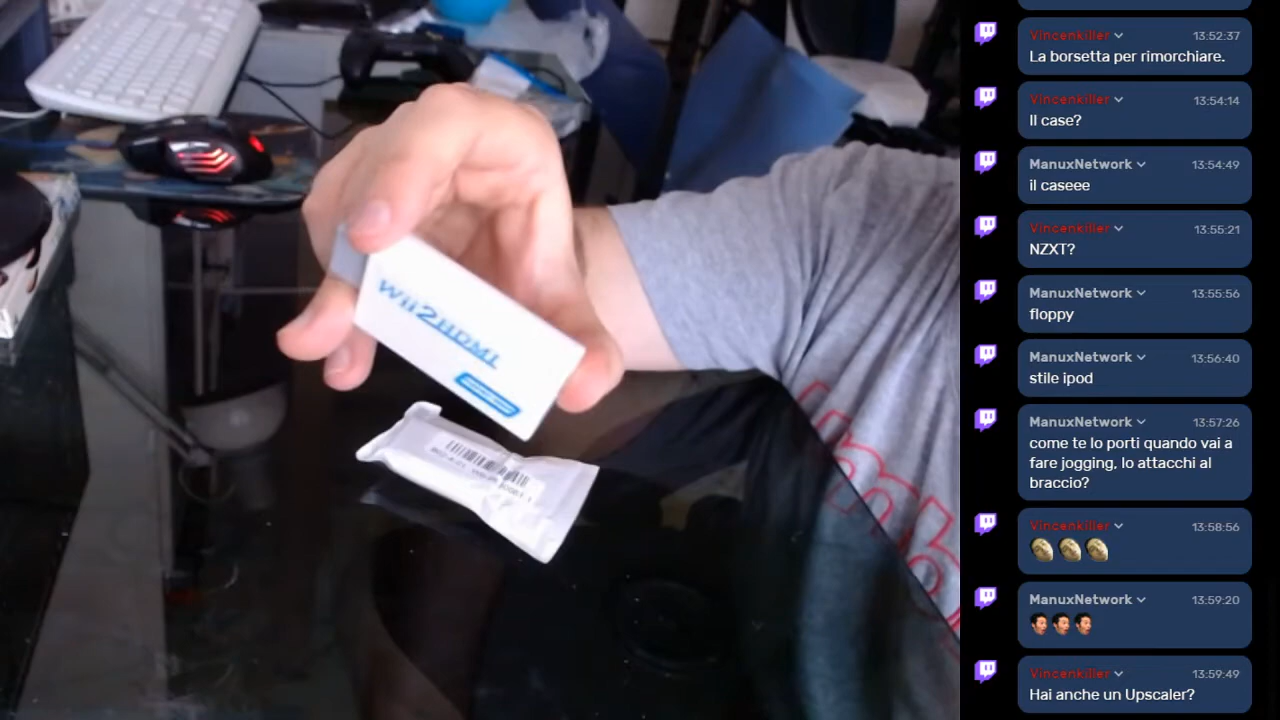 wii2HDMI
Vincenkiller 13:52:37
La borsetta per rimorchiare.
Vincenkiller 13:54:14
Il case?
ManuxNetwork 13:54:49
il caseee
Vincenkiller 13:55:21
NZXT?
ManuxNetwork 13:55:56
floppy
ManuxNetwork 13:56:40
stile ipod
ManuxNetwork 13:57:26
come te lo porti quando vai a
fare jogging, lo attacchi al
braccio?
Vincenkiller 13:58:56
ManuxNetwork 13:59:20
Vincenkiller 13:59:49
Hai anche un Upscaler?